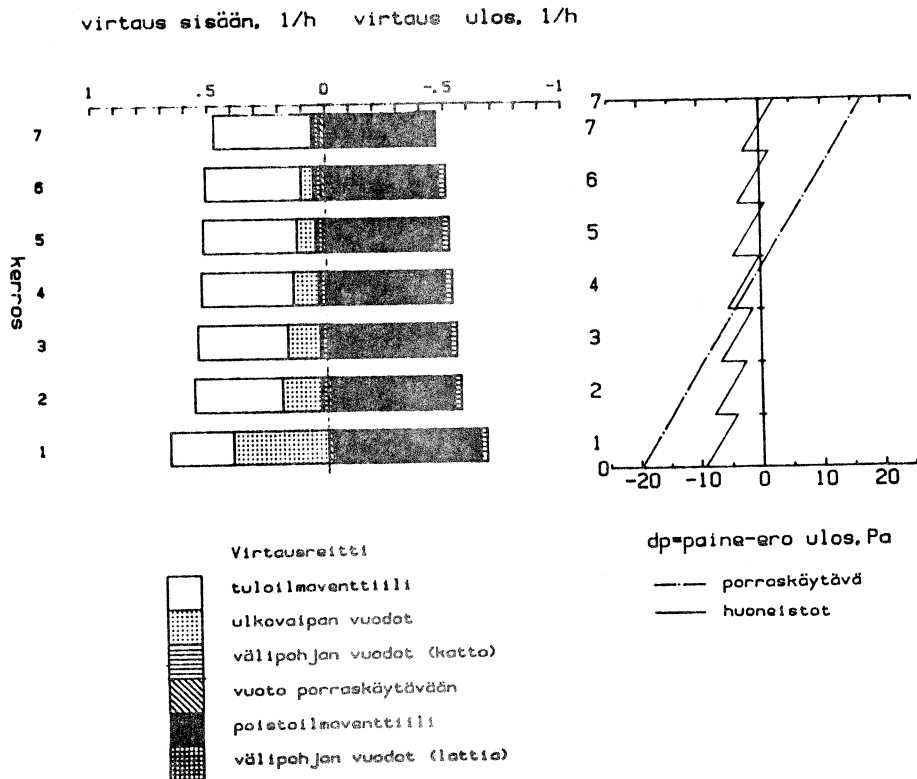 virtaus sisään, 1/h virtaus ulos, 1/h
1 .5 0 -.5 -1
7
6
5
4
3
2
1
kerros
7
7
6
5
4
3
2
1
0
-20 -10 0 10 20
dp=paine-ero ulos, Pa
porraskäytävä
huoneistot
Virtausreitti
tuloilmaventtiili
ulkovaipan vuodot
välipohjan vuodot (katto)
vuoto porraskäytävään
poistoilmaventtiili
välipohjan vuodot (lattia)